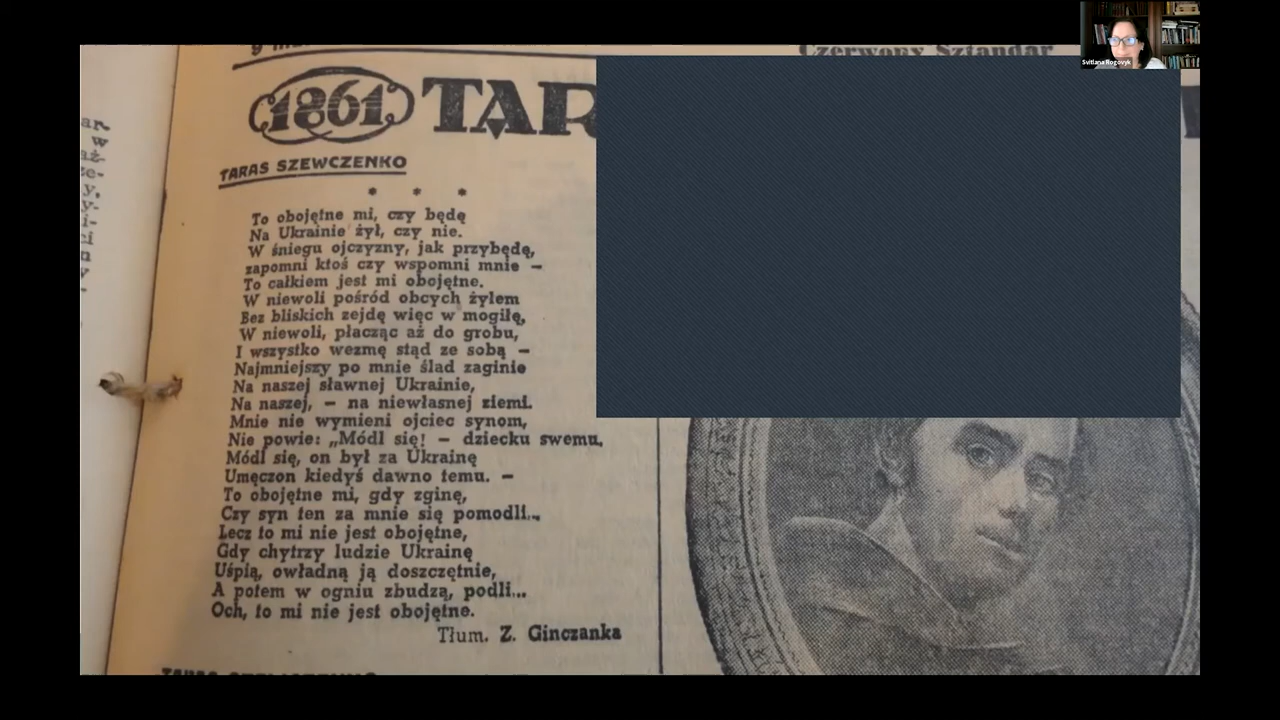 Czerwony Sztandar
Svitlana Rogovyk
1861 TAR
TARAS SZEWCZENKO
* * *
To obojętne mi, czy będę
Na Ukrainie żył, czy nie.
W śniegu ojczyzny, jak przybędę,
zapomni ktoś czy wspomni mnie —
To całkiem jest mi obojętne.
W niewoli pośród obcych żyłem
Bez bliskich zejdę więc w mogiłę,
W niewoli, płacząc aż do grobu,
I wszystko wezmę stąd ze sobą —
Najmniejszy po mnie ślad zaginie
Na naszej sławnej Ukrainie,
Na naszej, — na niewłasnej ziemi.
Mnie nie wymieni ojciec synom,
Nie powie: „Módl się! — dziecku swemu,
Módl się, on był za Ukrainę
Umęczon kiedyś dawno temu. —
To obojętne mi, gdy zginę,
Czy syn ten za mnie się pomodli...
Lecz to mi nie jest obojętne,
Gdy chytrzy ludzie Ukrainę
Uśpią, owładną ją doszczętnie,
A potem w ogniu zbudzą, podli...
Och, to mi nie jest obojętne.
Tłum. Z. Ginczanka